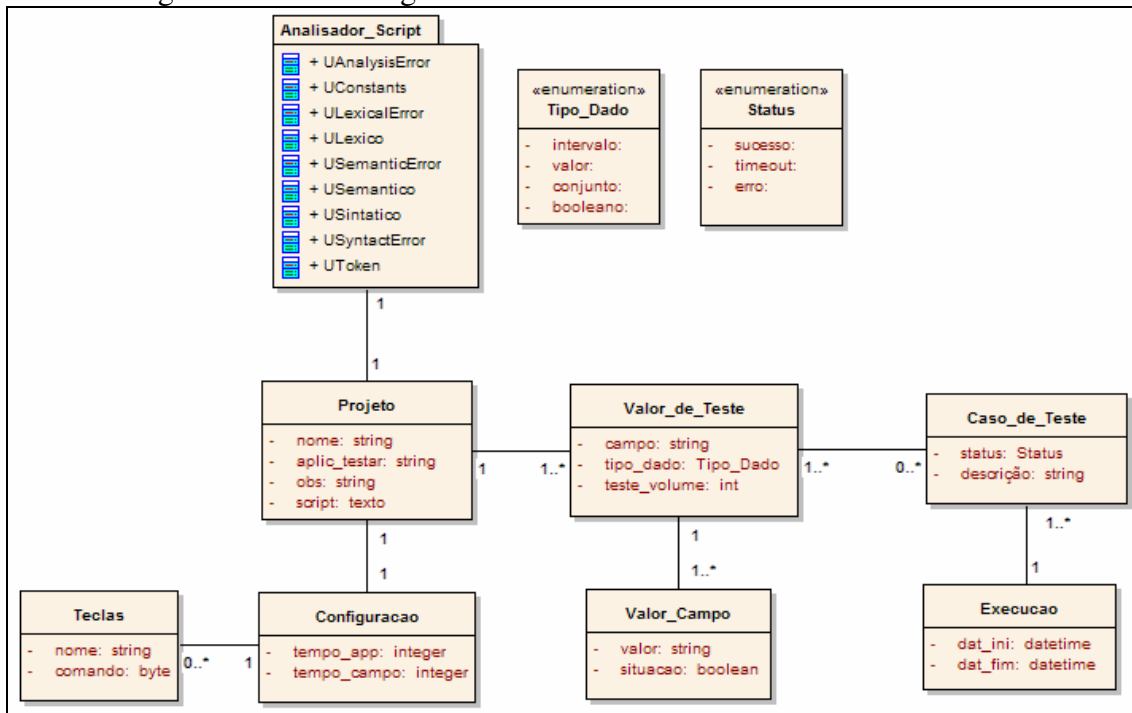 Analisador_Script
+ UAnalysisError
+ UConstants
+ ULexicalError
+ ULexico
+ USemanticError
+ USemantico
+ USintatico
+ USyntactError
+ UToken
«enumeration»
Tipo_Dado
- intervalo:
- valor:
- conjunto:
- booleano:
«enumeration»
Status
- sucesso:
- timeout:
- erro:
1
1
Projeto
- nome: string
- aplic_testar: string
- obs: string
- script: texto
1
1..*
Valor_de_Teste
- campo: string
- tipo_dado: Tipo_Dado
- teste_volume: int
1..*
0..*
Caso_de_Teste
- status: Status
- descrição: string
1
1
1
1..*
1..*
1
Teclas
- nome: string
- comando: byte
0..*
1
Configuracao
- tempo_app: integer
- tempo_campo: integer
Valor_Campo
- valor: string
- situacao: boolean
Execucao
- dat_ini: datetime
- dat_fim: datetime